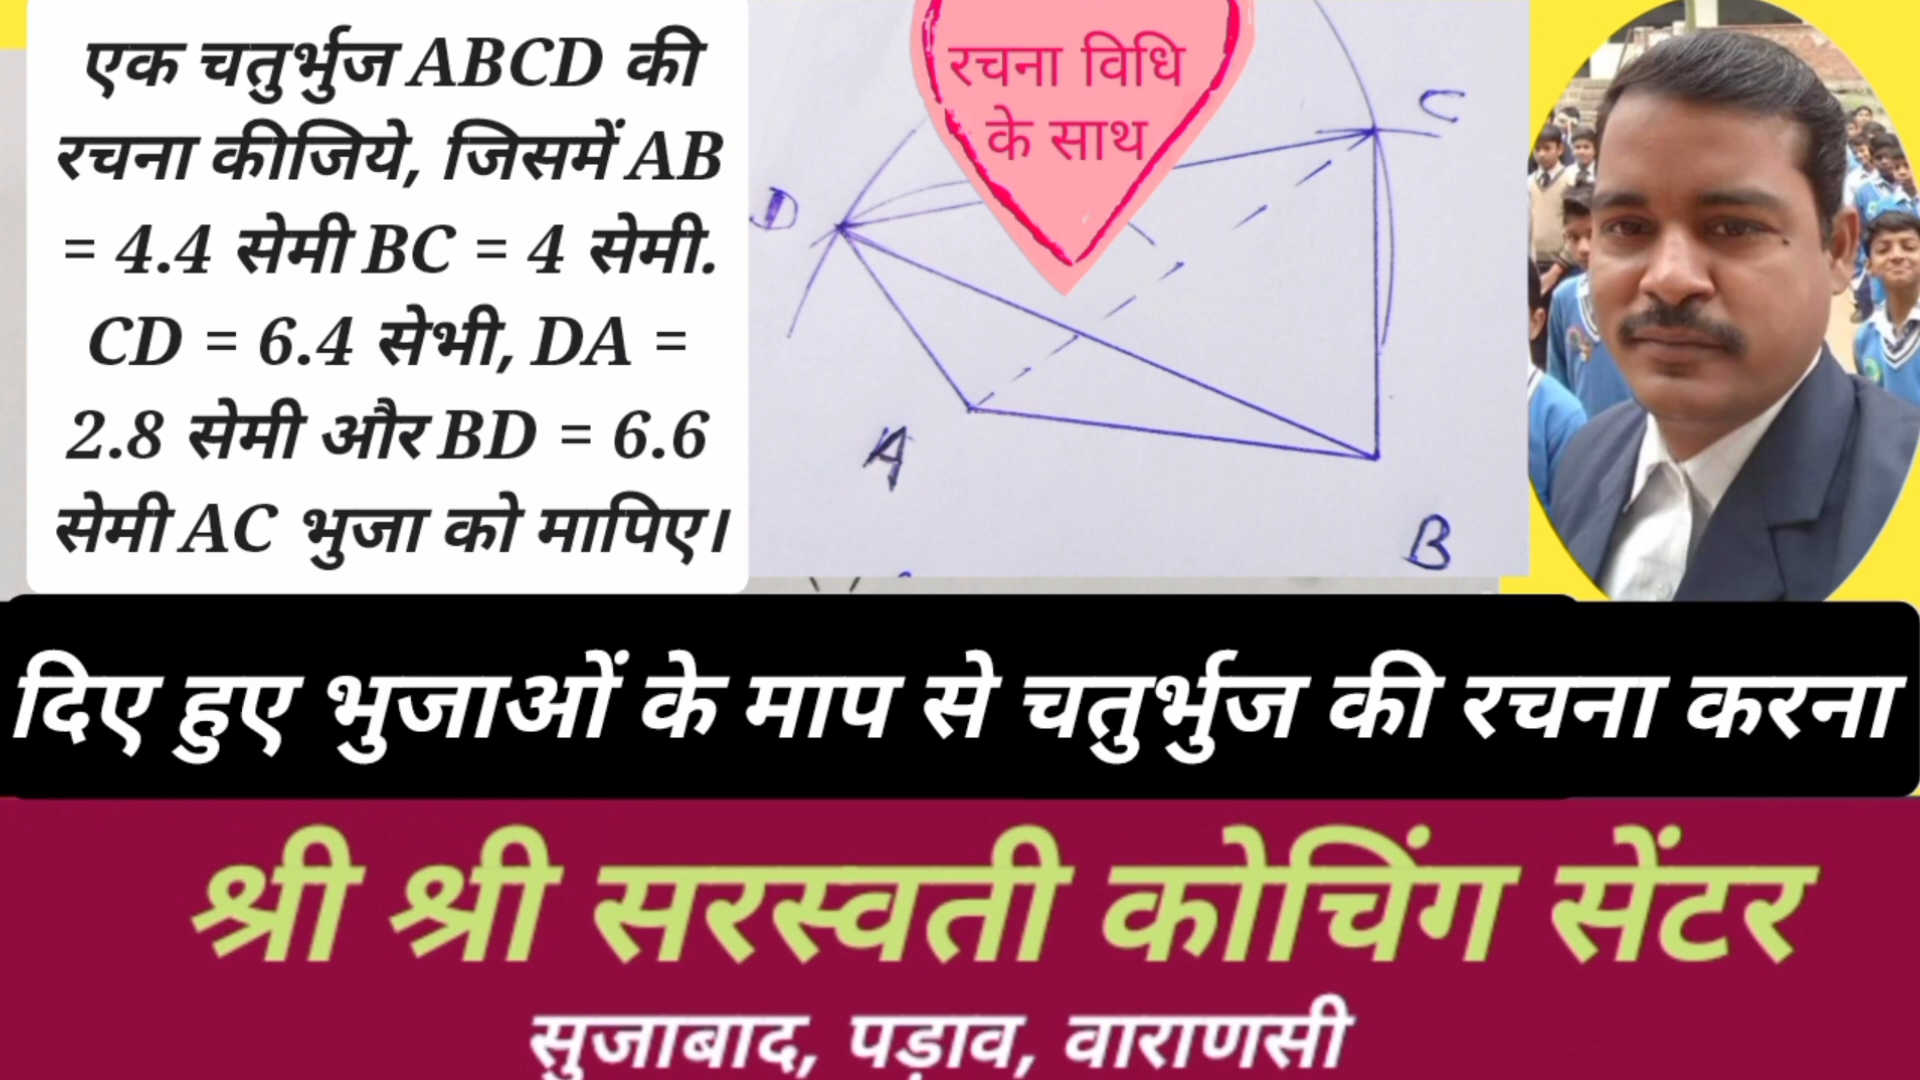 एक चतुर्भुज ABCD की
रचना कीजिये, जिसमें AB
= 4.4 सेमी BC = 4 सेमी.
CD = 6.4 सेभी, DA =
2.8 सेमी और BD = 6.6
सेमी AC भुजा को मापिए।
रचना विधि
के साथ
C
D
A
B
दिए हुए भुजाओं के माप से चतुर्भुज की रचना करना
श्री श्री सरस्वती कोचिंग सेंटर
सुजाबाद, पड़ाव, वाराणसी